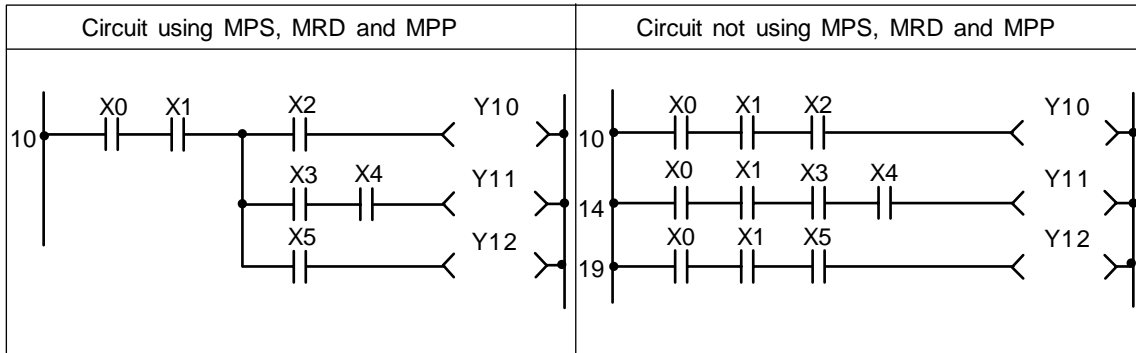 Circuit using MPS, MRD and MPP
Circuit not using MPS, MRD and MPP
X0 X1 X2 Y10
10
X3 X4 Y11
X5 Y12
X0 X1 X2 Y10
10
X0 X1 X3 X4 Y11
14
X0 X1 X5 Y12
19